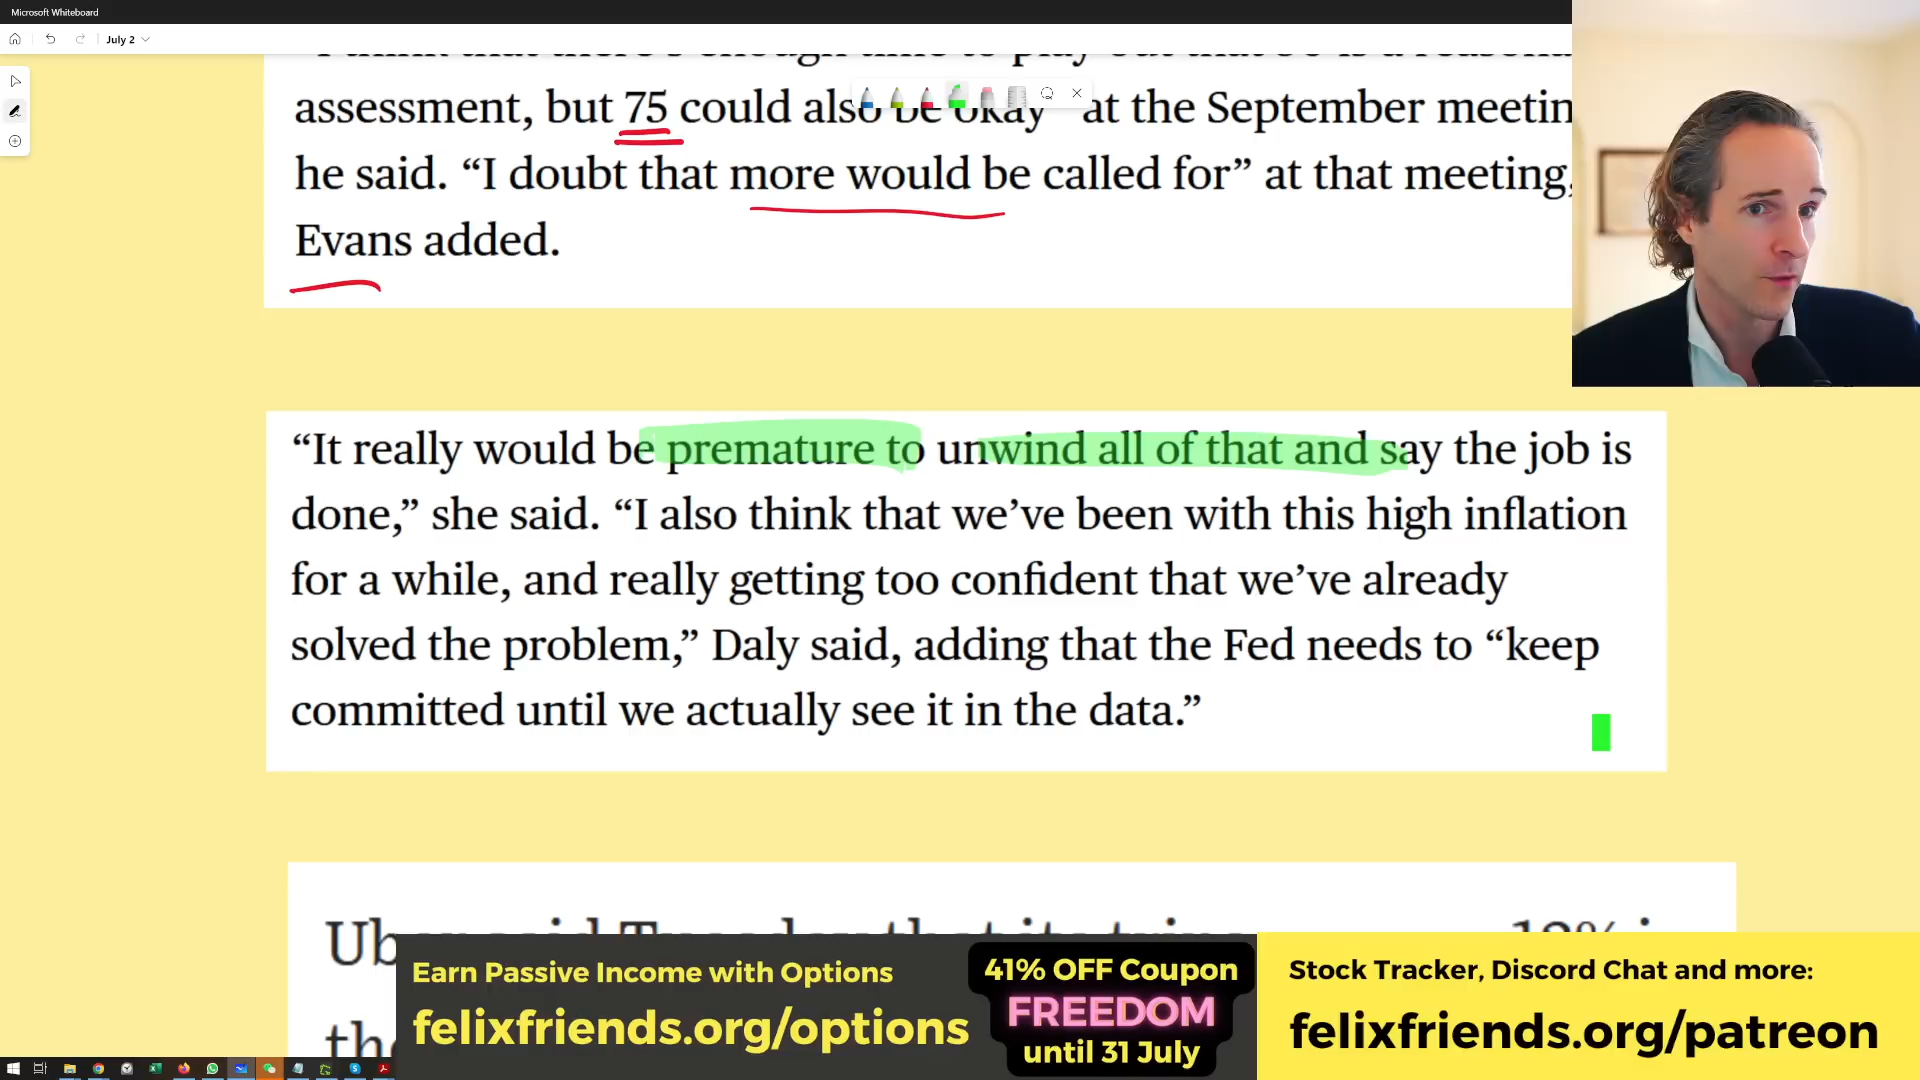 Microsoft Whiteboard
July 2
assessment, but 75 could also be okay” at the September meetin
he said. “I doubt that more would be called for” at that meeting,
Evans added.
“It really would be premature to unwind all of that and say the job is
done,” she said. “I also think that we’ve been with this high inflation
for a while, and really getting too confident that we’ve already
solved the problem,” Daly said, adding that the Fed needs to “keep
committed until we actually see it in the data.”
Earn Passive Income with Options
felixfriends.org/options
41% OFF Coupon
FREEDOM
until 31 July
Stock Tracker, Discord Chat and more:
felixfriends.org/patreon